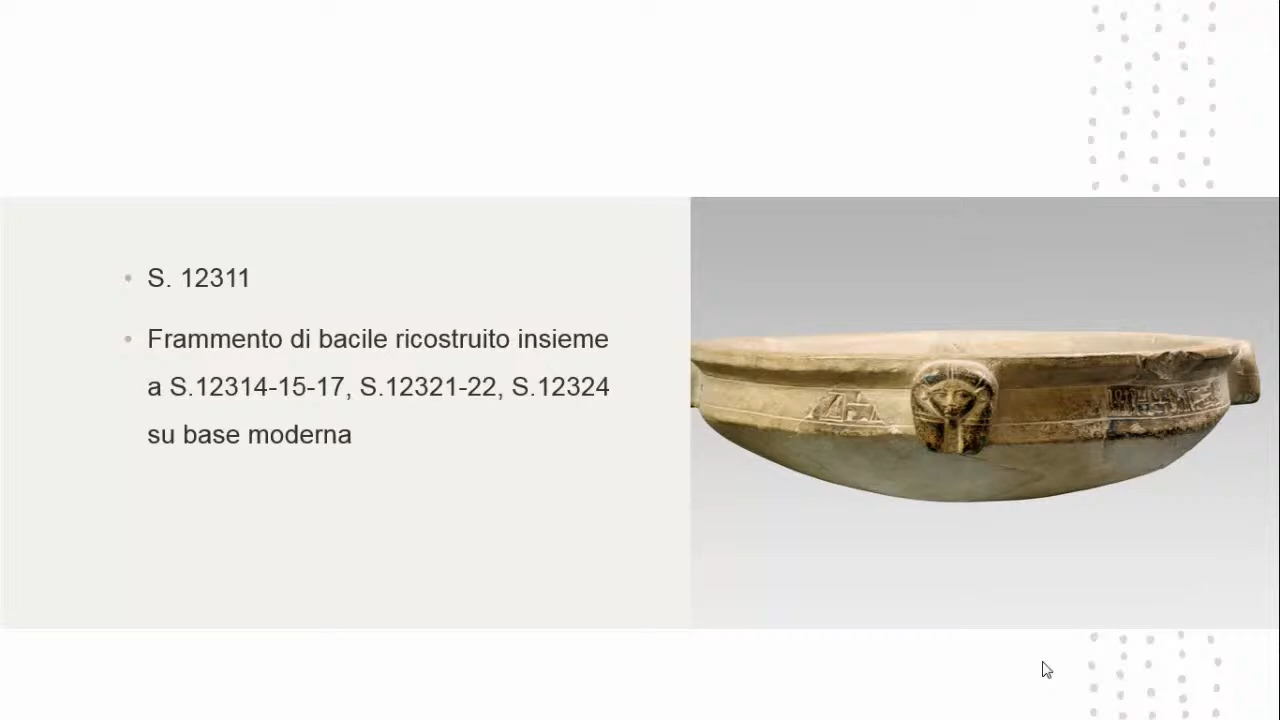 S. 12311
Frammento di bacile ricostruito insieme
a S.12314-15-17, S.12321-22, S.12324
su base moderna